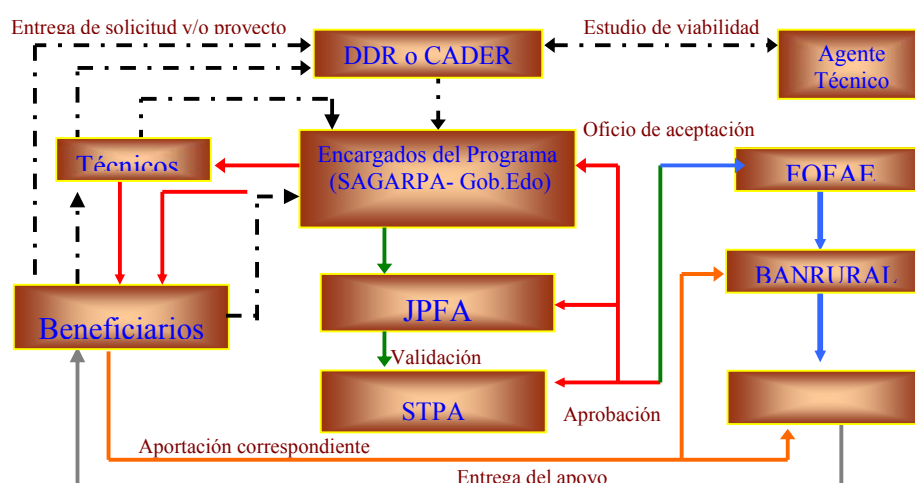 Entrega de solicitud y/o proyecto
Estudio de viabilidad
DDR o CADER
Agente
Técnico
Oficio de aceptación
Técnicos
Encargados del Programa
(SAGARPA- Gob.Edo)
FOFAE
BANRURAL
Beneficiarios
JPFA
Validación
STPA
Aprobación
Aportación correspondiente
Entrega del apoyo